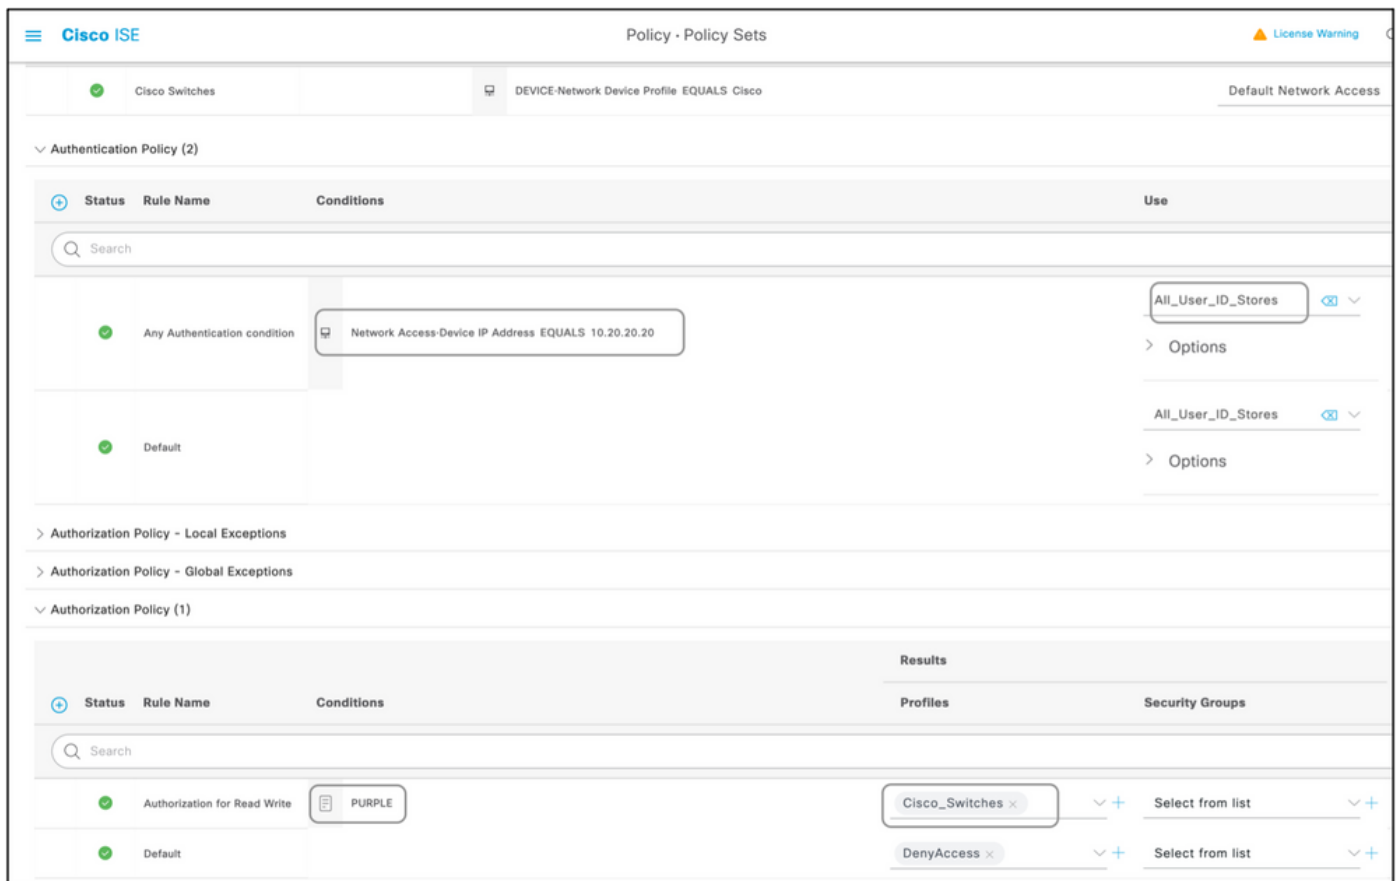 Cisco ISE Policy · Policy Sets License Warning
Cisco Switches DEVICE-Network Device Profile EQUALS Cisco Default Network Access
Authentication Policy (2)
Status Rule Name Conditions Use
Search
All_User_ID_Stores
Any Authentication condition Network Access-Device IP Address EQUALS 10.20.20.20
Options
All_User_ID_Stores
Default
Options
Authorization Policy - Local Exceptions
Authorization Policy - Global Exceptions
Authorization Policy (1)
Results
Status Rule Name Conditions Profiles Security Groups
Search
Authorization for Read Write PURPLE Cisco_Switches Select from list
Default DenyAccess Select from list